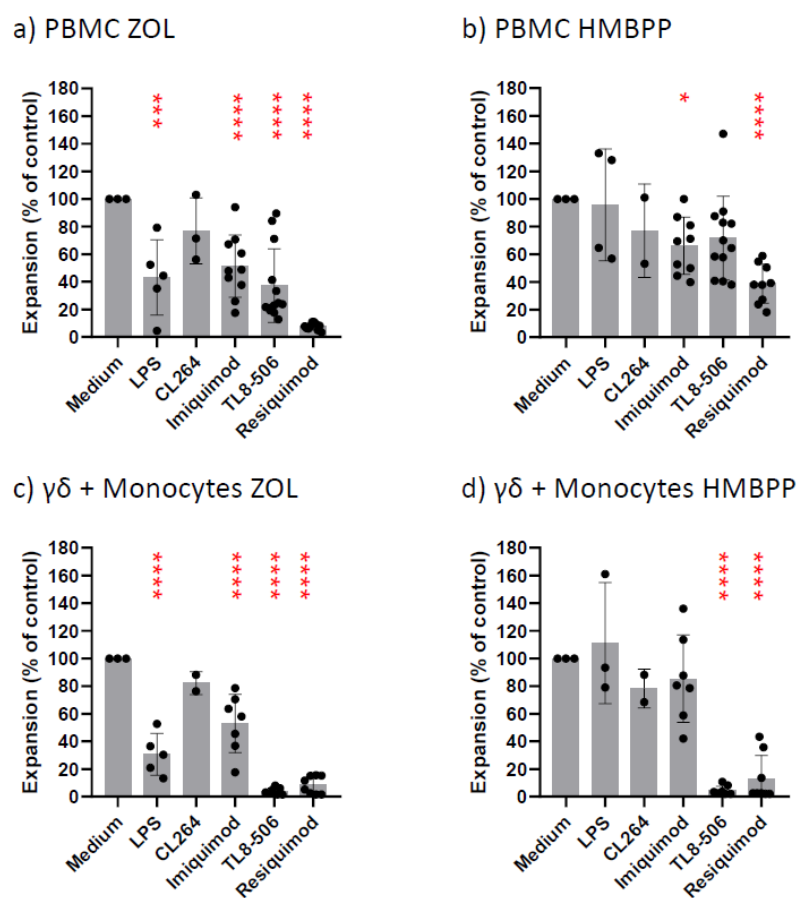 a) PBMC ZOL
b) PBMC HMBPP
Expansion (% of control)
180
160
140
120
100
80
60
40
20
0
***
****
****
****
Medium
LPS
CL264
Imiquimod
TL8-506
Resiquimod
Expansion (% of control)
180
160
140
120
100
80
60
40
20
0
*
****
Medium
LPS
CL264
Imiquimod
TL8-506
Resiquimod
c) γδ + Monocytes ZOL
d) γδ + Monocytes HMBPP
Expansion (% of control)
180
160
140
120
100
80
60
40
20
0
****
****
****
****
Medium
LPS
CL264
Imiquimod
TL8-506
Resiquimod
Expansion (% of control)
180
160
140
120
100
80
60
40
20
0
****
****
Medium
LPS
CL264
Imiquimod
TL8-506
Resiquimod